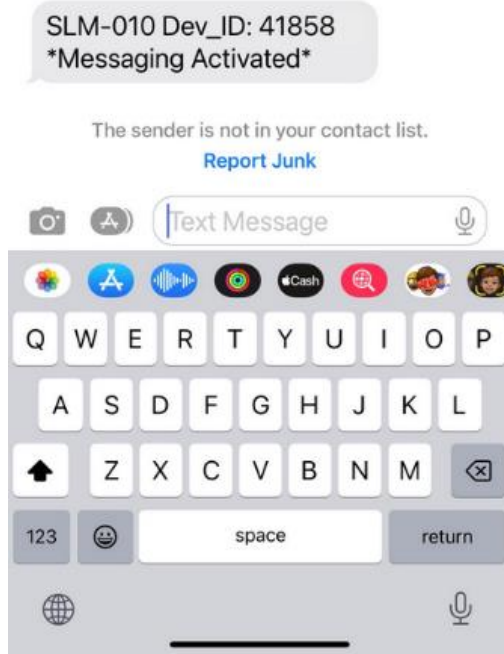 SLM-010 Dev_ID: 41858
*Messaging Activated*
The sender is not in your contact list.
Report Junk
Text Message
Cash
Q W E R T Y U I O P
A S D F G H J K L
Z X C V B N M
123 space return